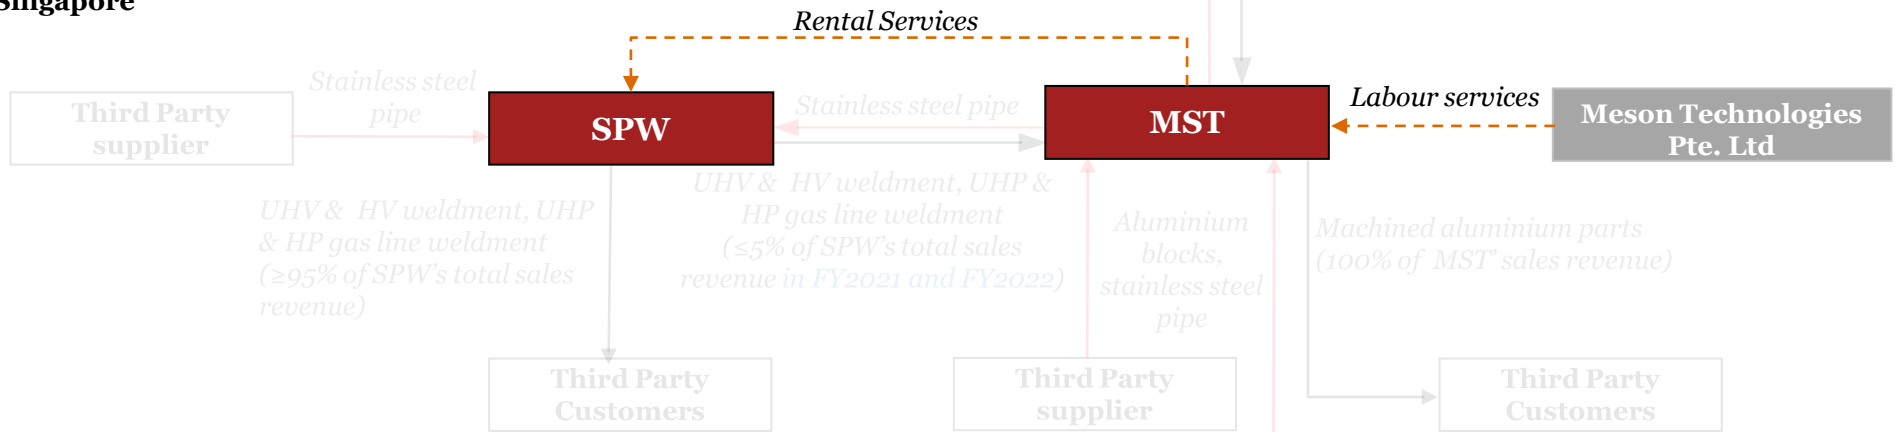 Singapore
Rental Services
Stainless steel
pipe
Third Party
supplier
SPW
Stainless steel pipe
MST
Labour services
Meson Technologies
Pte. Ltd
UHV & HV weldment, UHP
& HP gas line weldment
(≥95% of SPW's total sales
revenue)
UHV & HV weldment, UHP &
HP gas line weldment
(≤5% of SPW's total sales
revenue in FY2021 and FY2022)
Aluminium
blocks,
stainless steel
pipe
Machined aluminium parts
(100% of MST' sales revenue)
Third Party
Customers
Third Party
supplier
Third Party
Customers